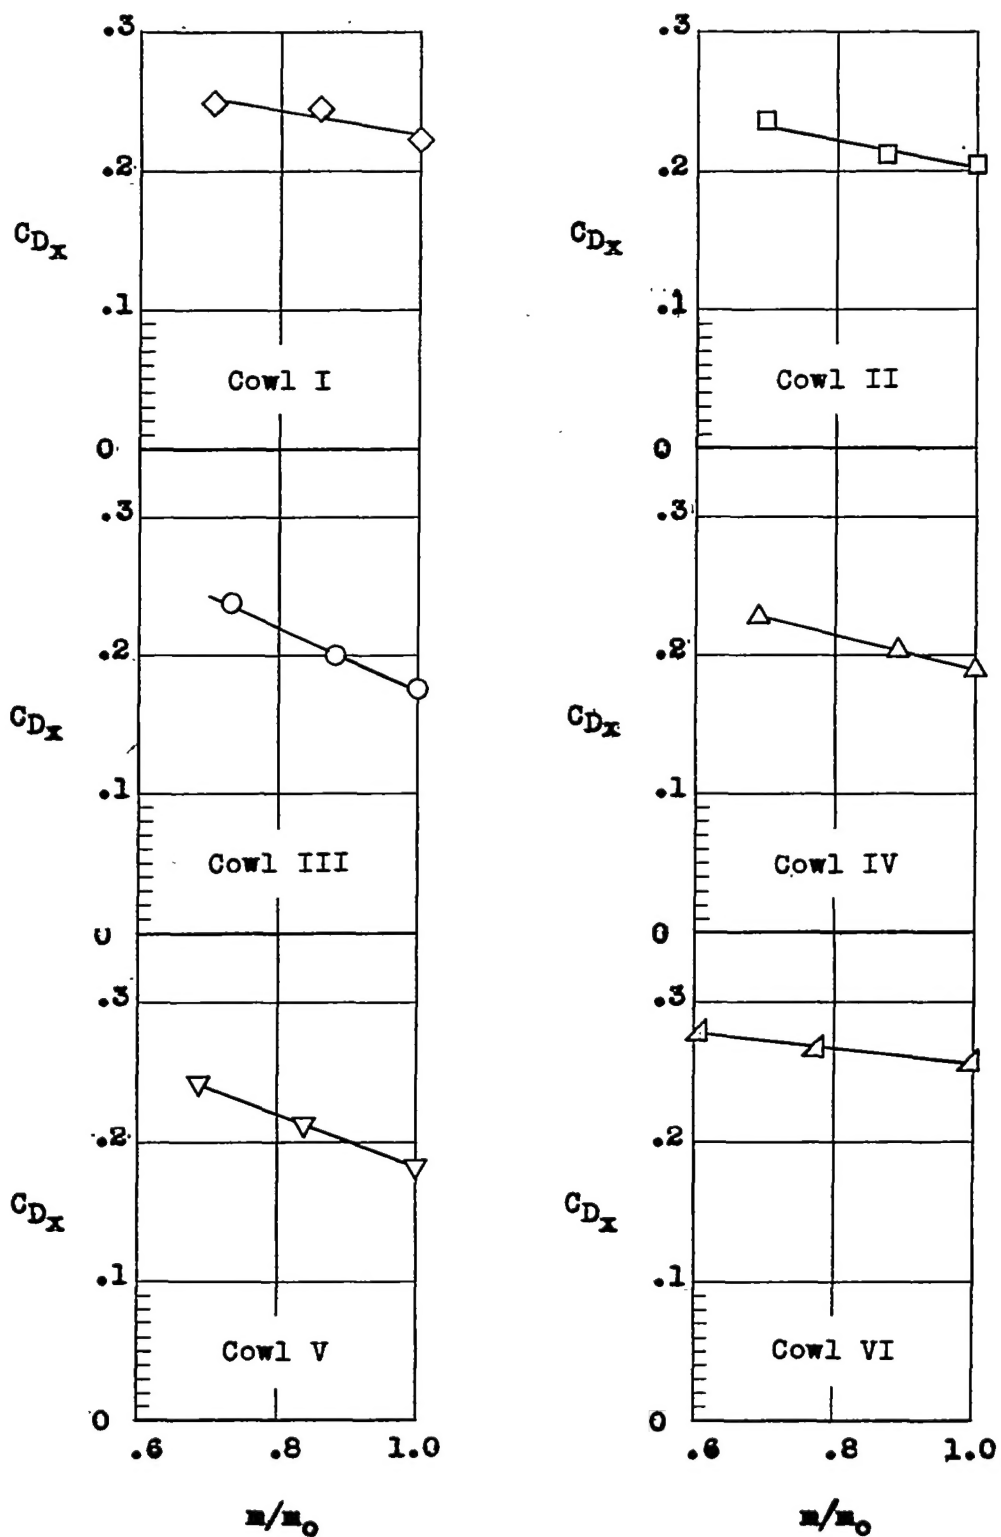 .3 .3
.2 .2
C_Dx C_Dx
.1 .1
Cowl I Cowl II
0 0
.3 .3
.2 .2
C_Dx C_Dx
.1 .1
Cowl III Cowl IV
0 0
.3 .3
.2 .2
C_Dx C_Dx
.1 .1
Cowl V Cowl VI
0 0
.6 .8 1.0 .6 .8 1.0
m/m_o m/m_o